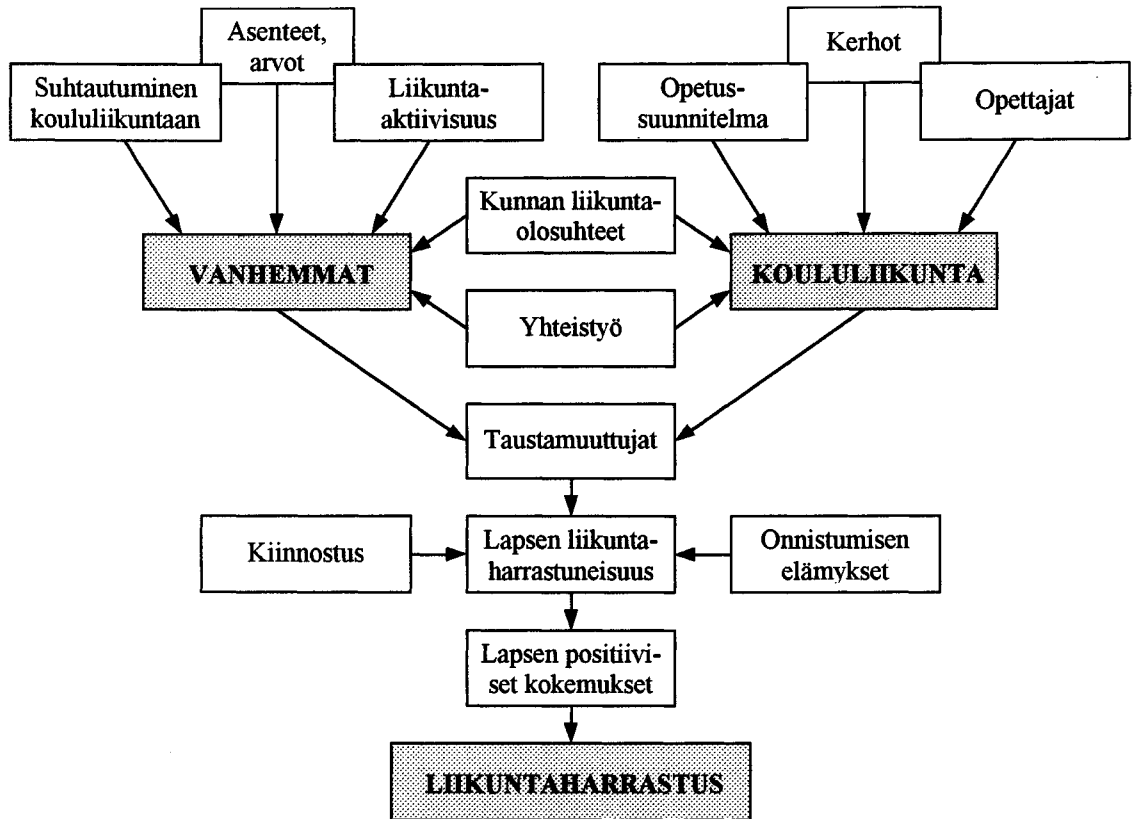 Asenteet,
arvot
Suhtautuminen
koululiikuntaan
Liikunta-
aktiivisuus
Kerhot
Opetus-
suunnitelma
Opettajat
Kunnan liikunta-
olosuhteet
VANHEMMAT
KOULULIIKUNTA
Yhteistyö
Taustamuuttujat
Kiinnostus
Lapsen liikunta-
harrastuneisuus
Onnistumisen
elämykset
Lapsen positiivi-
set kokemukset
LIIKUNTAHARRASTUS